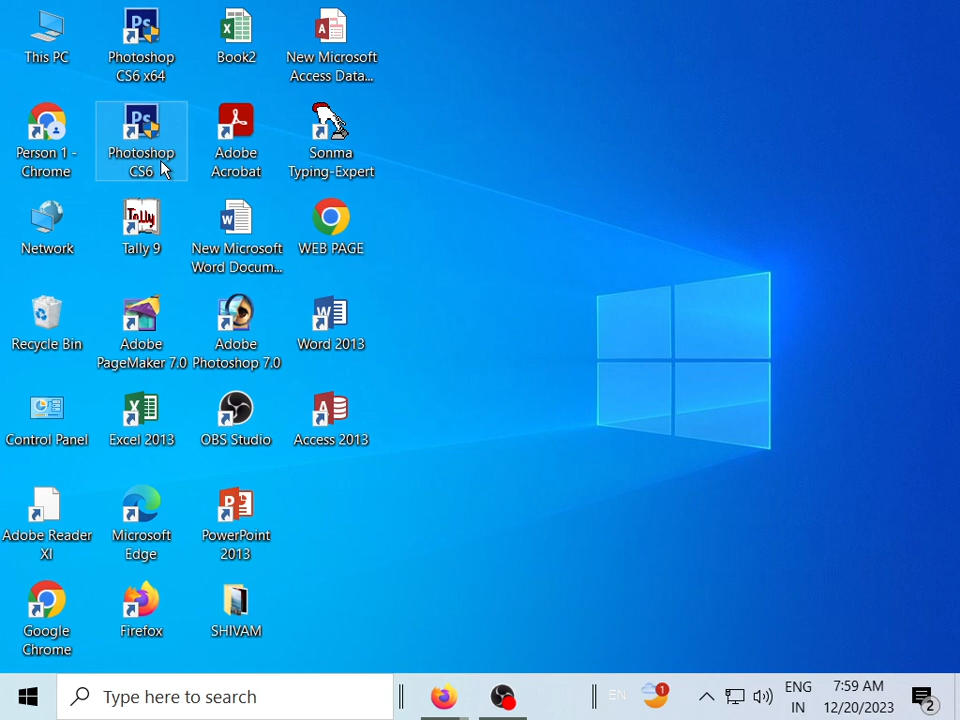 This PC
Photoshop
CS6 x64
Book2
New Microsoft
Access Data...
Person 1 -
Chrome
Photoshop
CS6
Adobe
Acrobat
Sonma
Typing-Expert
Network
Tally 9
New Microsoft
Word Docum...
WEB PAGE
Recycle Bin
Adobe
PageMaker 7.0
Adobe
Photoshop 7.0
Word 2013
Control Panel
Excel 2013
OBS Studio
Access 2013
Adobe Reader
XI
Microsoft
Edge
PowerPoint
2013
Google
Chrome
Firefox
SHIVAM
Type here to search
EN
1
ENG
IN
7:59 AM
12/20/2023
2